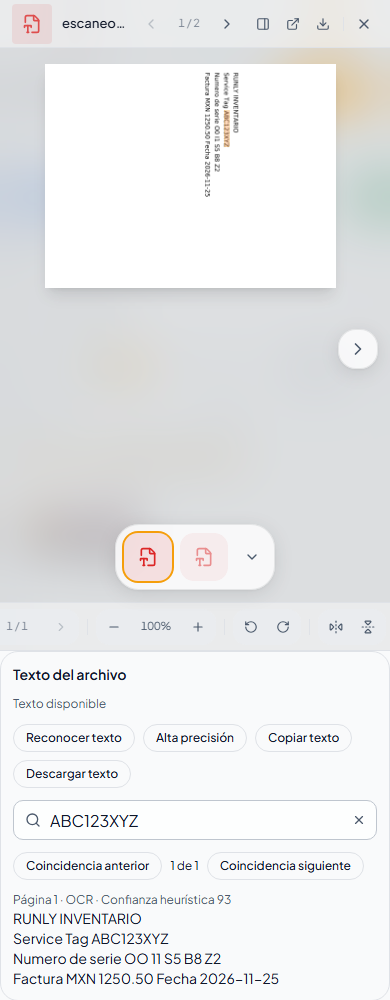 escaneo…
1/2
RUNLY INVENTARIO
Service Tag ABC123XYZ
Numero de serie OO I1 S5 B8 Z2
Factura MXN 1250.50 Fecha 2026-11-25
1/1
100%
Texto del archivo
Texto disponible
Reconocer texto
Alta precisión
Copiar texto
Descargar texto
ABC123XYZ
Coincidencia anterior
1 de 1
Coincidencia siguiente
Página 1 · OCR · Confianza heurística 93
RUNLY INVENTARIO
Service Tag ABC123XYZ
Numero de serie OO 11 S5 B8 Z2
Factura MXN 1250.50 Fecha 2026-11-25